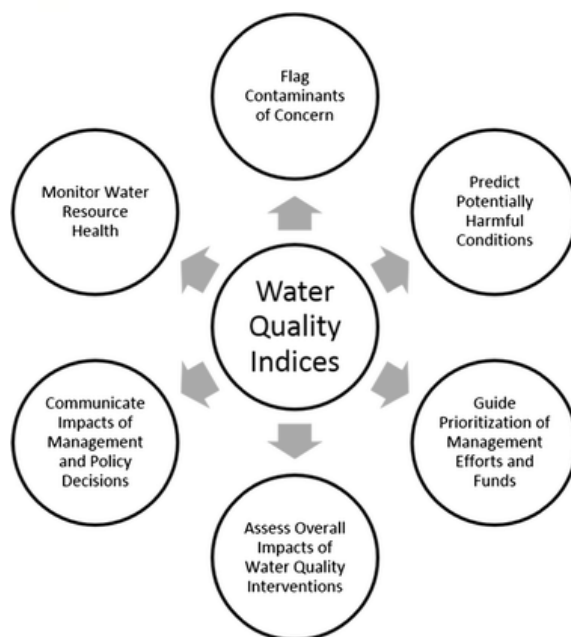 Flag
Contaminants
of Concern
Monitor Water
Resource
Health
Predict
Potentially
Harmful
Conditions
Water
Quality
Indices
Communicate
Impacts of
Management
and Policy
Decisions
Guide
Prioritization of
Management
Efforts and
Funds
Assess Overall
Impacts of
Water Quality
Interventions